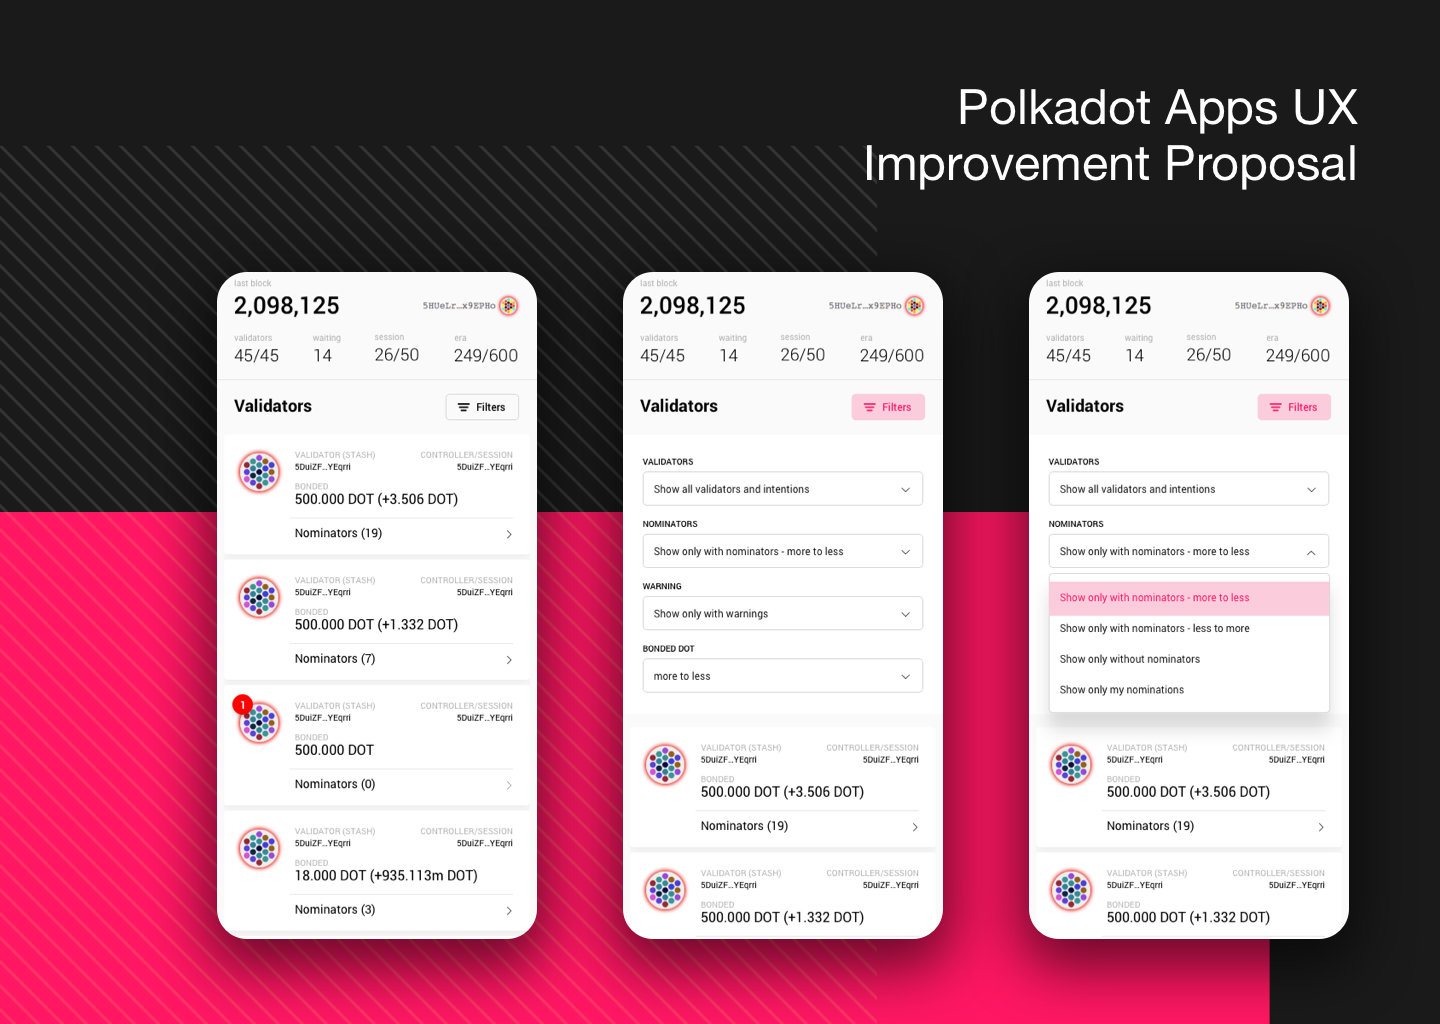 Polkadot Apps UX
Improvement Proposal
last block
2,098,125
5HUeLr…x9EPHo
validators waiting session era
45/45 14 26/50 249/600
Validators
Filters
VALIDATOR (STASH) CONTROLLER/SESSION
5DuiZF...YEqrri 5DuiZF...YEqrri
BONDED
500.000 DOT (+3.506 DOT)
Nominators (19)
VALIDATOR (STASH) CONTROLLER/SESSION
5DuiZF...YEqrri 5DuiZF...YEqrri
BONDED
500.000 DOT (+1.332 DOT)
Nominators (7)
1
VALIDATOR (STASH) CONTROLLER/SESSION
5DuiZF...YEqrri 5DuiZF...YEqrri
BONDED
500.000 DOT
Nominators (0)
VALIDATOR (STASH) CONTROLLER/SESSION
5DuiZF...YEqrri 5DuiZF...YEqrri
BONDED
18.000 DOT (+935.113m DOT)
Nominators (3)
last block
2,098,125
5HUeLr…x9EPHo
validators waiting session era
45/45 14 26/50 249/600
Validators
Filters
VALIDATORS
Show all validators and intentions
NOMINATORS
Show only with nominators - more to less
WARNING
Show only with warnings
BONDED DOT
more to less
VALIDATOR (STASH) CONTROLLER/SESSION
5DuiZF...YEqrri 5DuiZF...YEqrri
BONDED
500.000 DOT (+3.506 DOT)
Nominators (19)
VALIDATOR (STASH) CONTROLLER/SESSION
5DuiZF...YEqrri 5DuiZF...YEqrri
BONDED
500.000 DOT (+1.332 DOT)
last block
2,098,125
5HUeLr…x9EPHo
validators waiting session era
45/45 14 26/50 249/600
Validators
Filters
VALIDATORS
Show all validators and intentions
NOMINATORS
Show only with nominators - more to less
Show only with nominators - more to less
Show only with nominators - less to more
Show only without nominators
Show only my nominations
VALIDATOR (STASH) CONTROLLER/SESSION
5DuiZF...YEqrri 5DuiZF...YEqrri
BONDED
500.000 DOT (+3.506 DOT)
Nominators (19)
VALIDATOR (STASH) CONTROLLER/SESSION
5DuiZF...YEqrri 5DuiZF...YEqrri
BONDED
500.000 DOT (+1.332 DOT)